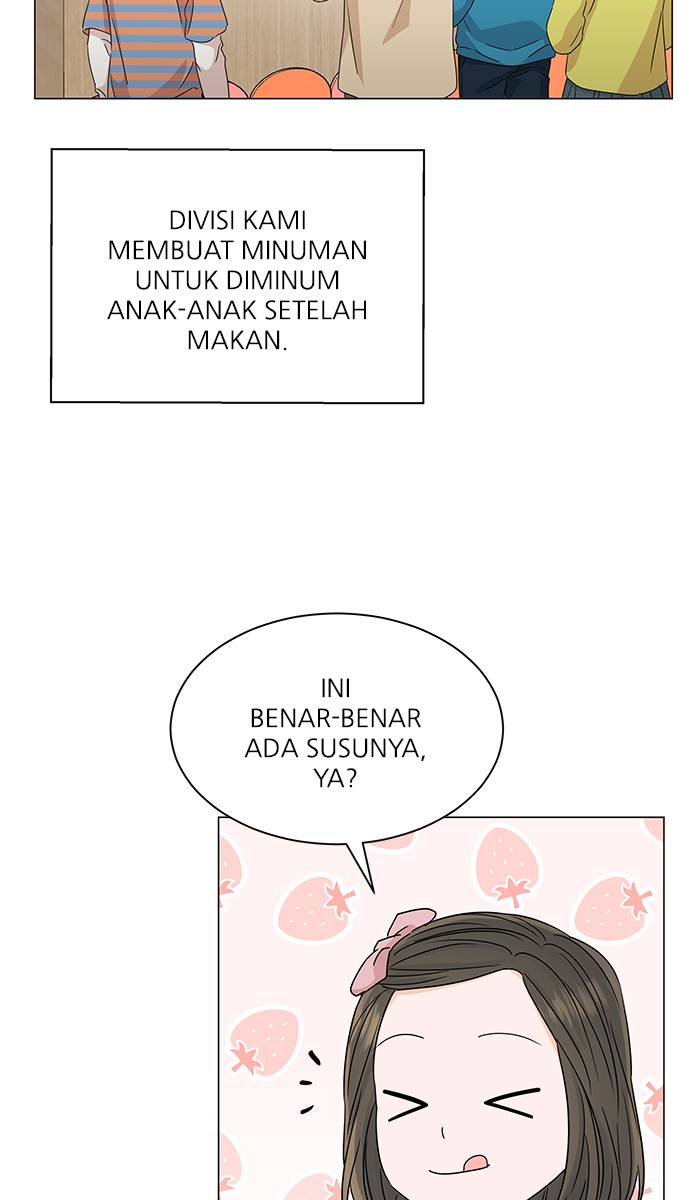 DIVISI KAMI
MEMBUAT MINUMAN
UNTUK DIMINUM
ANAK-ANAK SETELAH
MAKAN.
INI
BENAR-BENAR
ADA SUSUNYA,
YA?